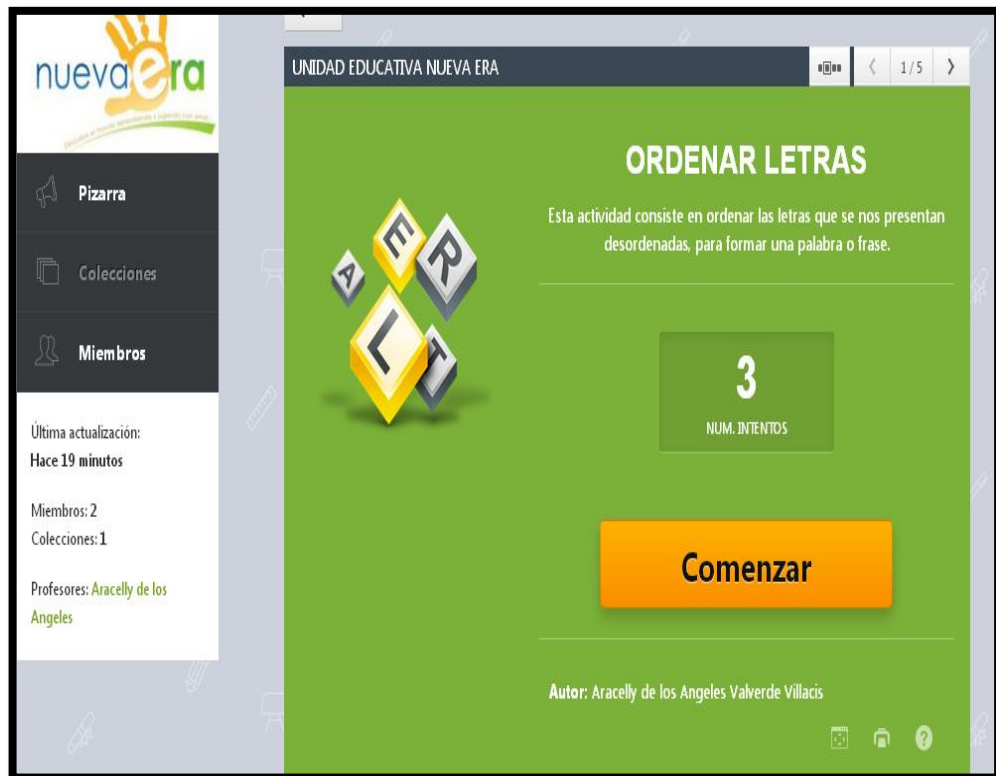 nuevaera
Pizarra
Colecciones
Miembros
Última actualización:
Hace 19 minutos
Miembros: 2
Colecciones: 1
Profesores: Aracelly de los
Angeles
UNIDAD EDUCATIVA NUEVA ERA
1/5
ORDENAR LETRAS
Esta actividad consiste en ordenar las letras que se nos presentan
desordenadas, para formar una palabra o frase.
E
A R
L T
3
NUM. INTENTOS
Comenzar
Autor: Aracelly de los Angeles Valverde Villacis
?